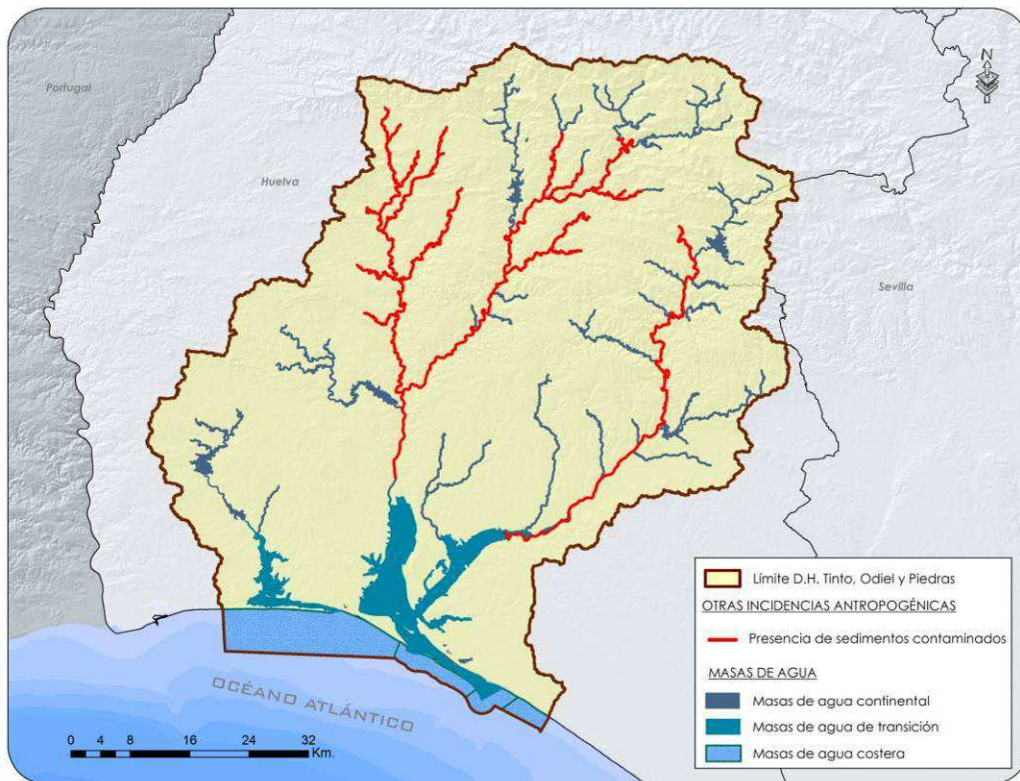 N
Portugal
Huelva
Sevilla
OCÉANO ATLÁNTICO
0 4 8 16 24 32
Km.
Límite D.H. Tinto, Odiel y Piedras
OTRAS INCIDENCIAS ANTROPOGÉNICAS
Presencia de sedimentos contaminados
MASAS DE AGUA
Masas de agua continental
Masas de agua de transición
Masas de agua costera